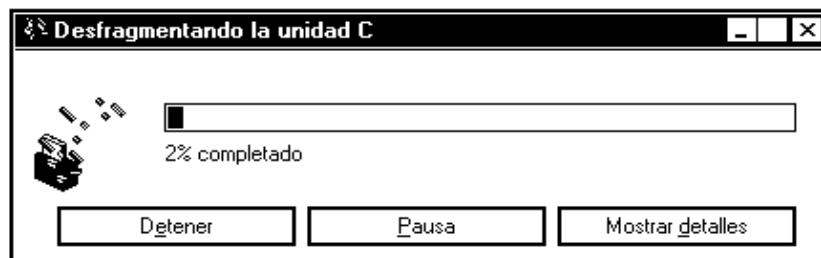 Desfragmentando la unidad C
2% completado
Detener Pausa Mostrar detalles